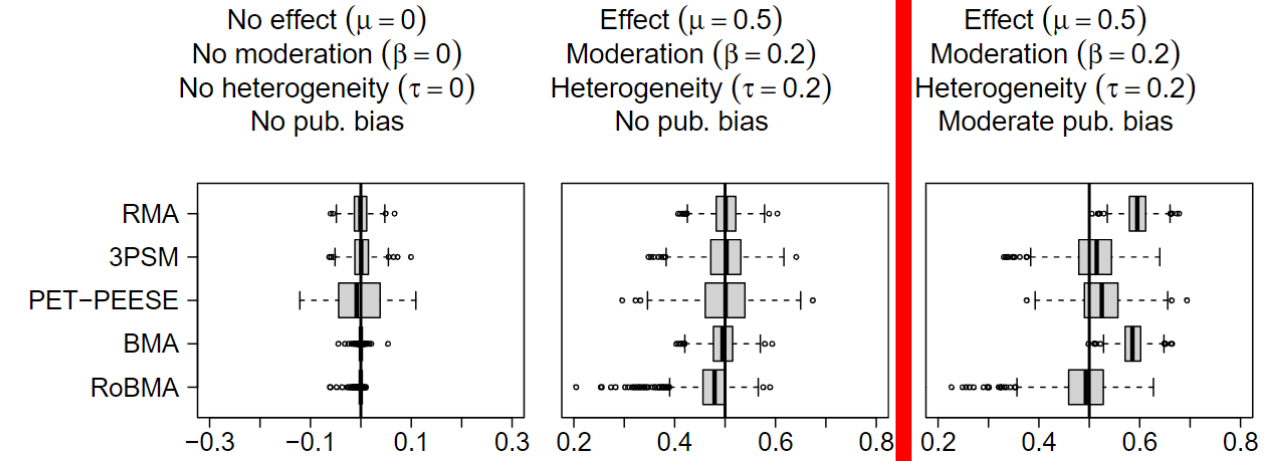 No effect (μ = 0)
No moderation (β = 0)
No heterogeneity (τ = 0)
No pub. bias
Effect (μ = 0.5)
Moderation (β = 0.2)
Heterogeneity (τ = 0.2)
No pub. bias
Effect (μ = 0.5)
Moderation (β = 0.2)
Heterogeneity (τ = 0.2)
Moderate pub. bias
RMA
3PSM
PET−PEESE
BMA
RoBMA
−0.3 −0.1 0.1 0.3
0.2 0.4 0.6 0.8
0.2 0.4 0.6 0.8